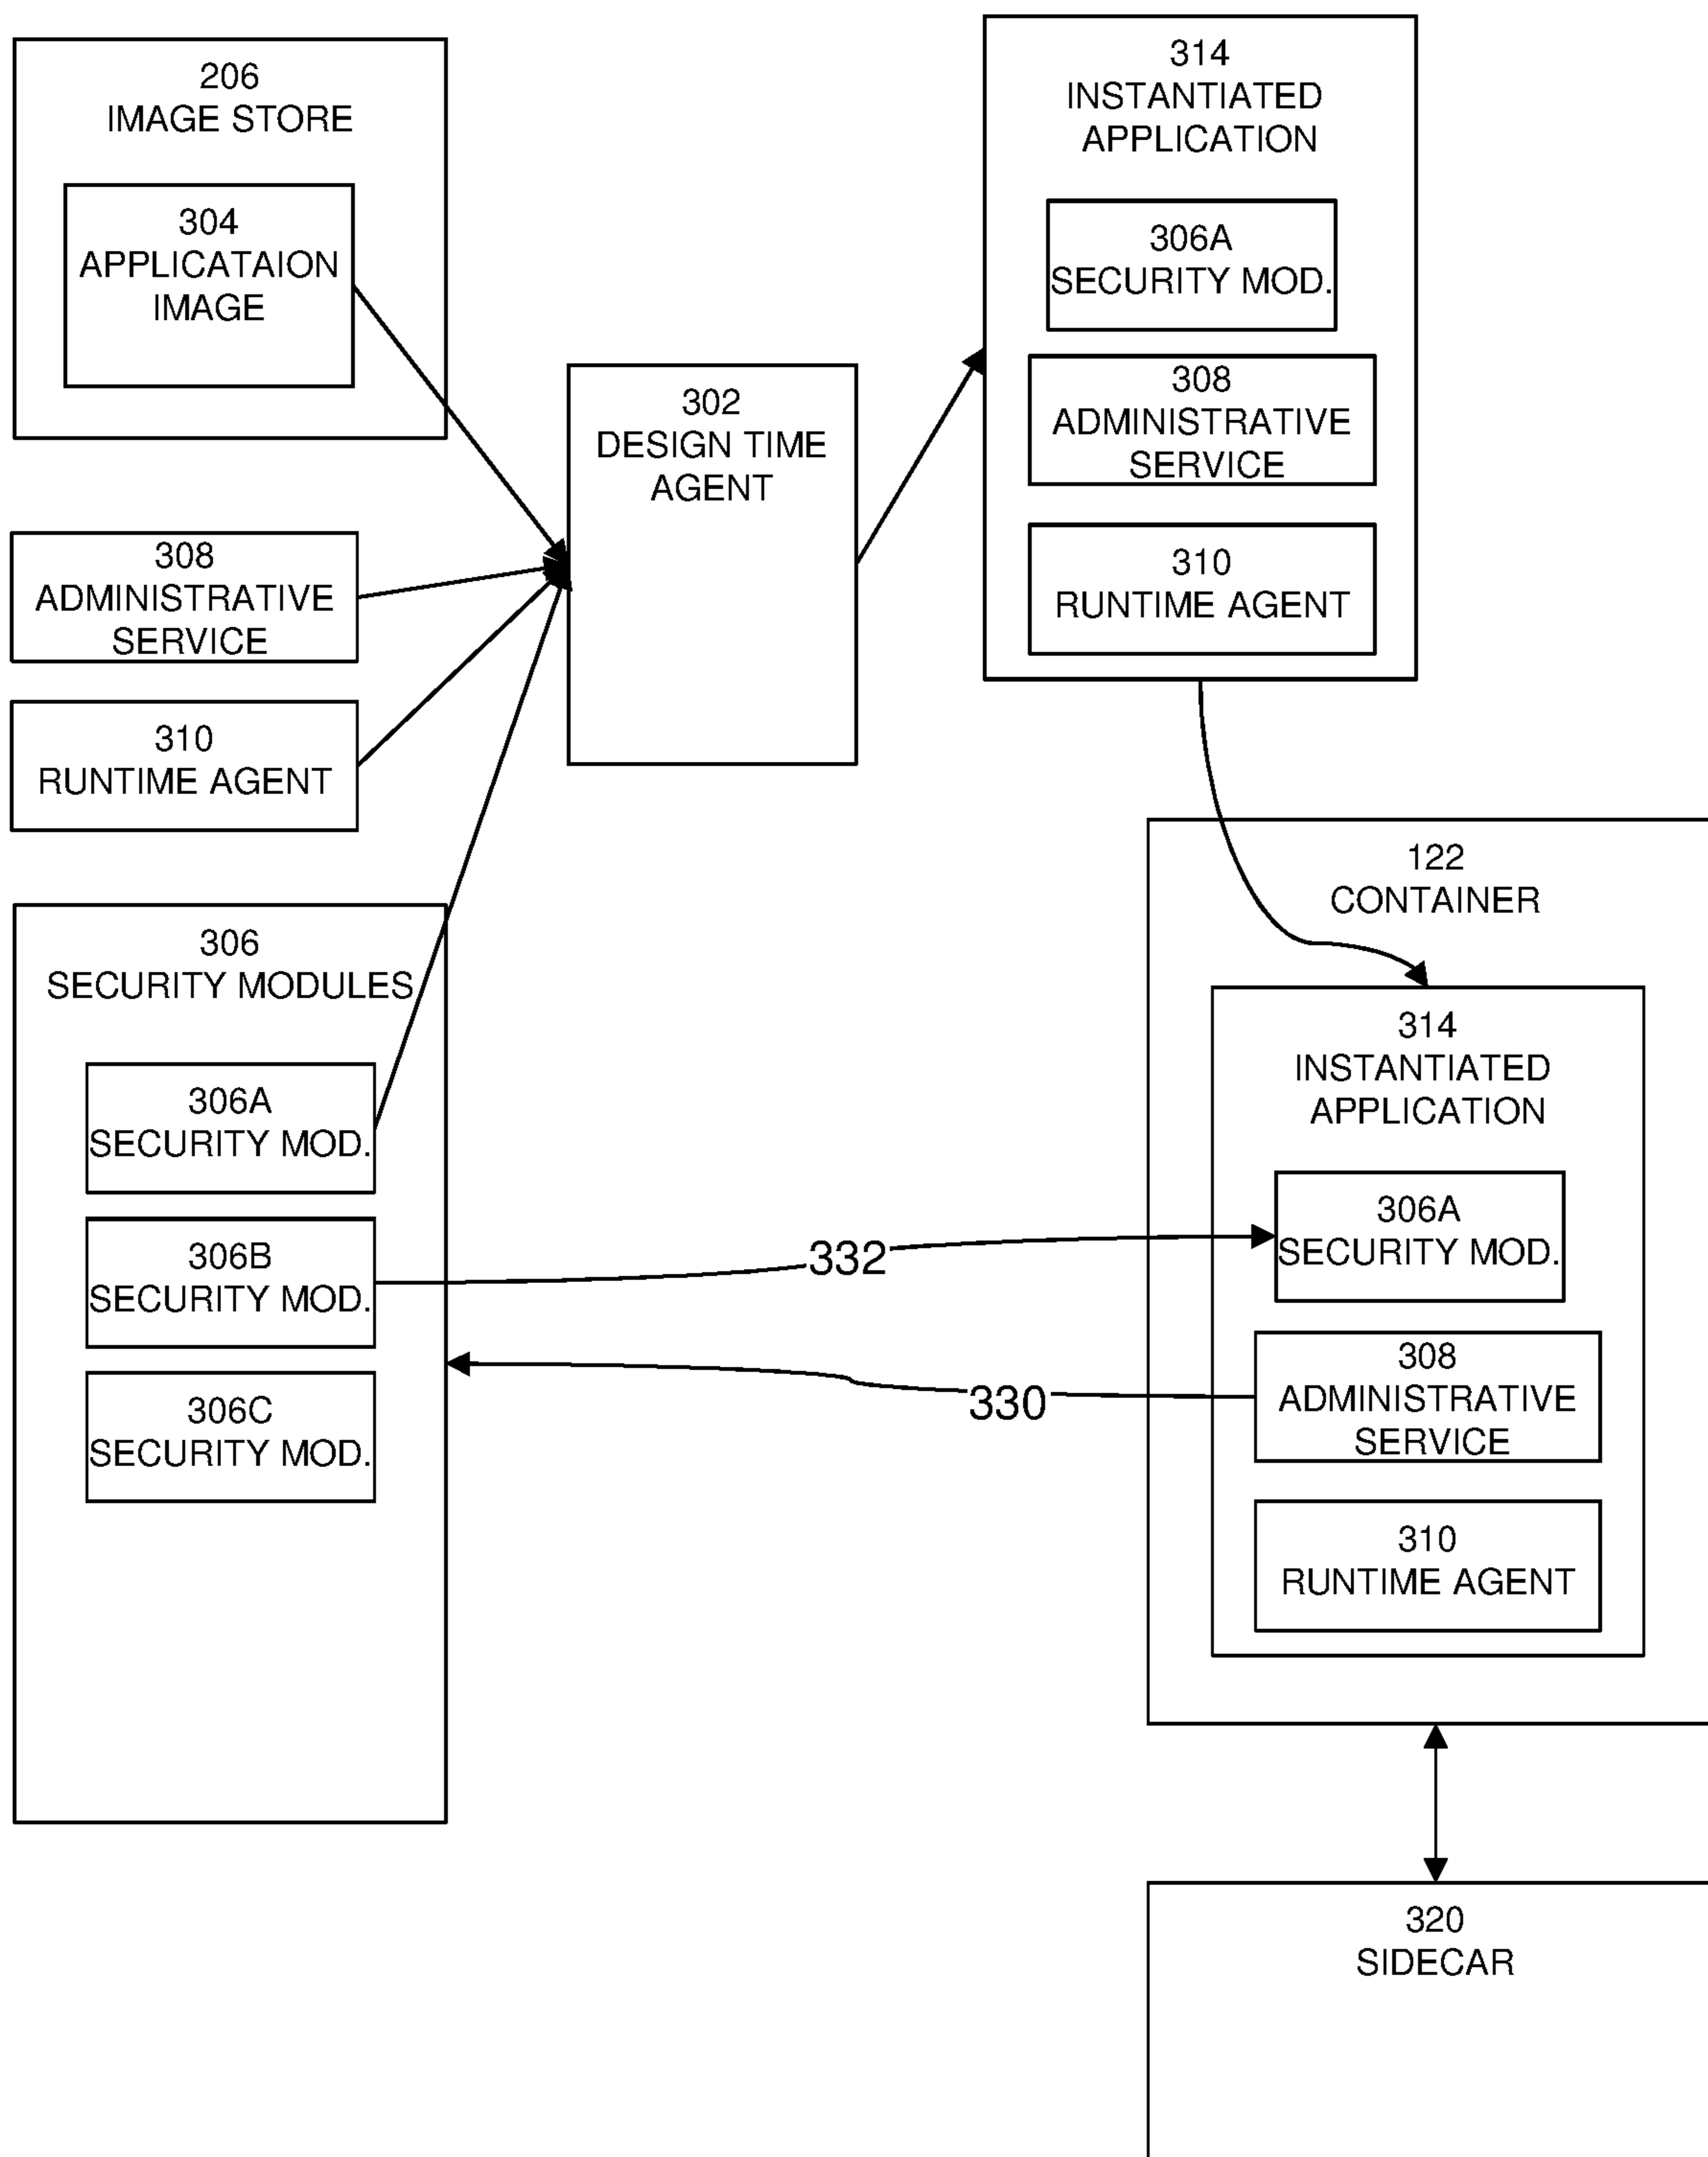 206
IMAGE STORE
304
APPLICATAION
IMAGE
308
ADMINISTRATIVE
SERVICE
310
RUNTIME AGENT
302
DESIGN TIME
AGENT
314
INSTANTIATED
APPLICATION
306A
SECURITY MOD.
308
ADMINISTRATIVE
SERVICE
310
RUNTIME AGENT
306
SECURITY MODULES
306A
SECURITY MOD.
306B
SECURITY MOD.
306C
SECURITY MOD.
332
330
122
CONTAINER
314
INSTANTIATED
APPLICATION
306A
SECURITY MOD.
308
ADMINISTRATIVE
SERVICE
310
RUNTIME AGENT
320
SIDECAR